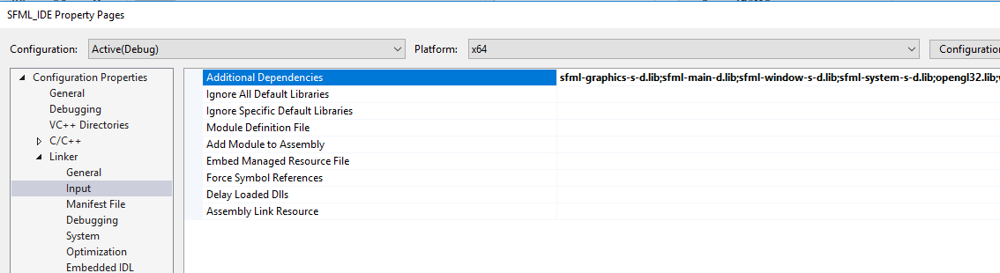 SFML_IDE Property Pages
Configuration: Active(Debug) Platform: x64 Configuration
Configuration Properties
General
Debugging
VC++ Directories
C/C++
Linker
General
Input
Manifest File
Debugging
System
Optimization
Embedded IDL
Additional Dependencies sfml-graphics-s-d.lib;sfml-main-d.lib;sfml-window-s-d.lib;sfml-system-s-d.lib;opengl32.lib;
Ignore All Default Libraries
Ignore Specific Default Libraries
Module Definition File
Add Module to Assembly
Embed Managed Resource File
Force Symbol References
Delay Loaded Dlls
Assembly Link Resource